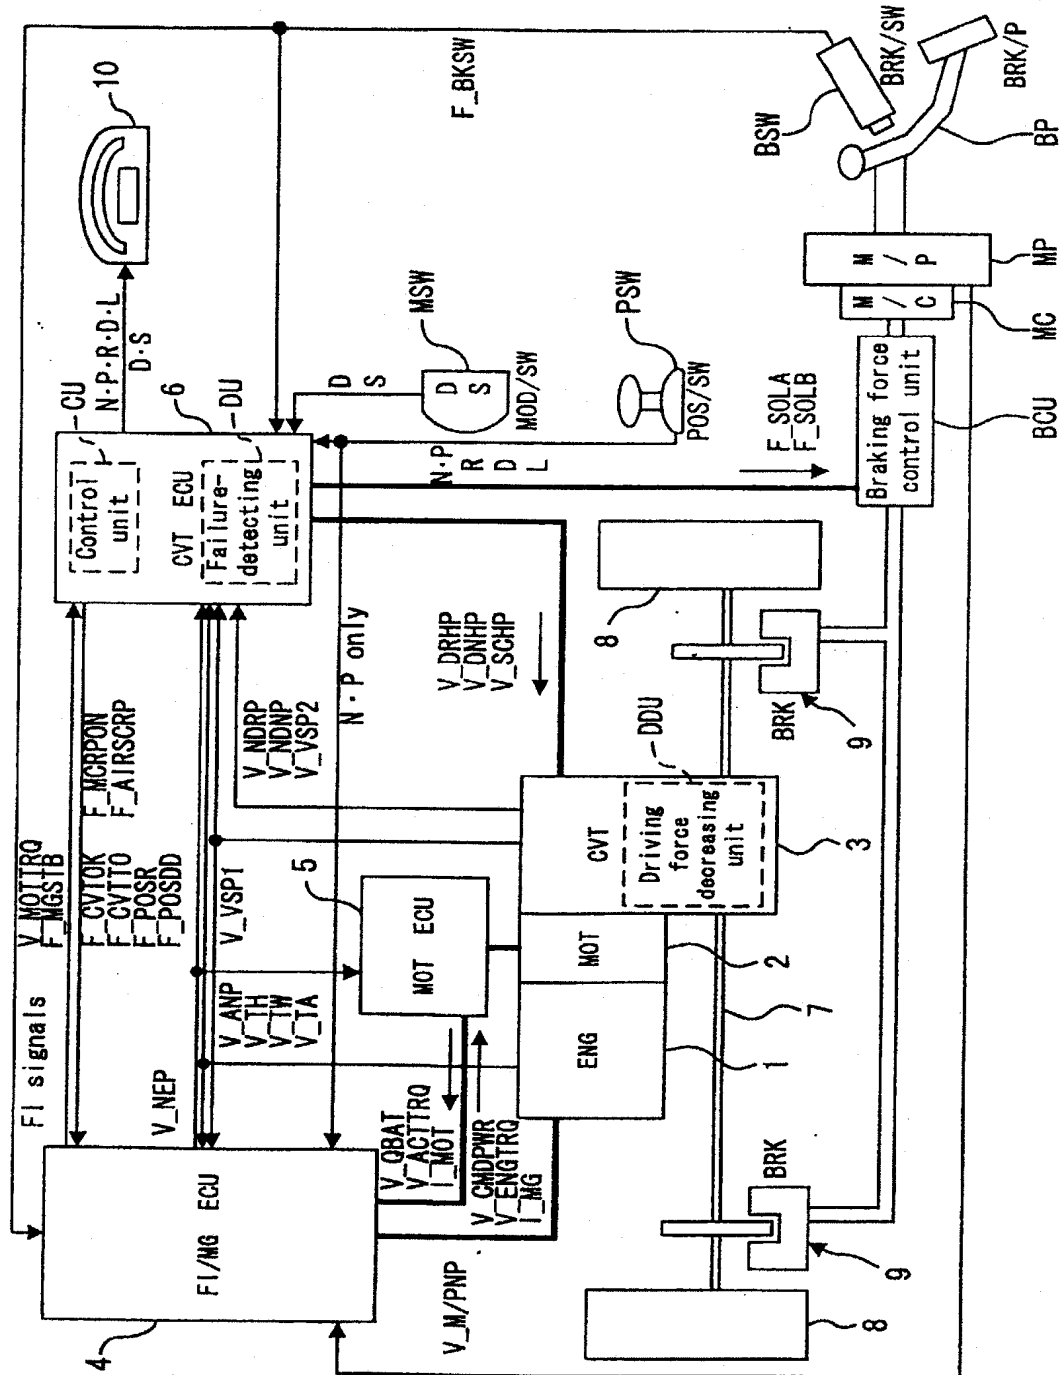 10
F_BKSW
BSW
BRK/SW
BRK/P
BP
MP
MC
M/P
M/C
N·P·R·D·L
D·S
CU
6
DU
Control
unit
CVT ECU
Failure-
detecting
unit
D
S
MSW
D
S
MOD/SW
PSW
POS/SW
N·P
R
D
L
F_SOLA
F_SOLB
Braking force
control unit
BCU
FI signals
V_MOTTRQ
F_MGSTB
F_MCRPON
F_AIRSCRP
F_CVTOK
F_CVTTO
F_POSR
F_POSDD
V_NEP
V_VSP1
V_ANP
V_TH
V_TW
V_TA
V_NDRP
V_NDNP
V_VSP2
N·P only
V_DRHP
V_DNHP
V_SCHP
5
MOT ECU
FI/MG ECU
4
V_QBAT
V_ACTTRQ
I_MOT
V_CMDPWR
V_ENGTRQ
I_MG
V_M/PNP
ENG
1
MOT
2
CVT
3
Driving
force
decreasing
unit
DDU
7
8
BRK
9
8
BRK
9